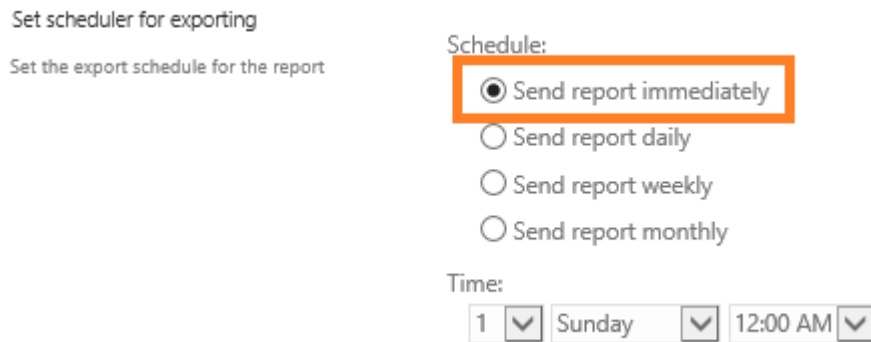 Set scheduler for exporting
Set the export schedule for the report
Schedule:
Send report immediately
Send report daily
Send report weekly
Send report monthly
Time:
1 Sunday 12:00 AM